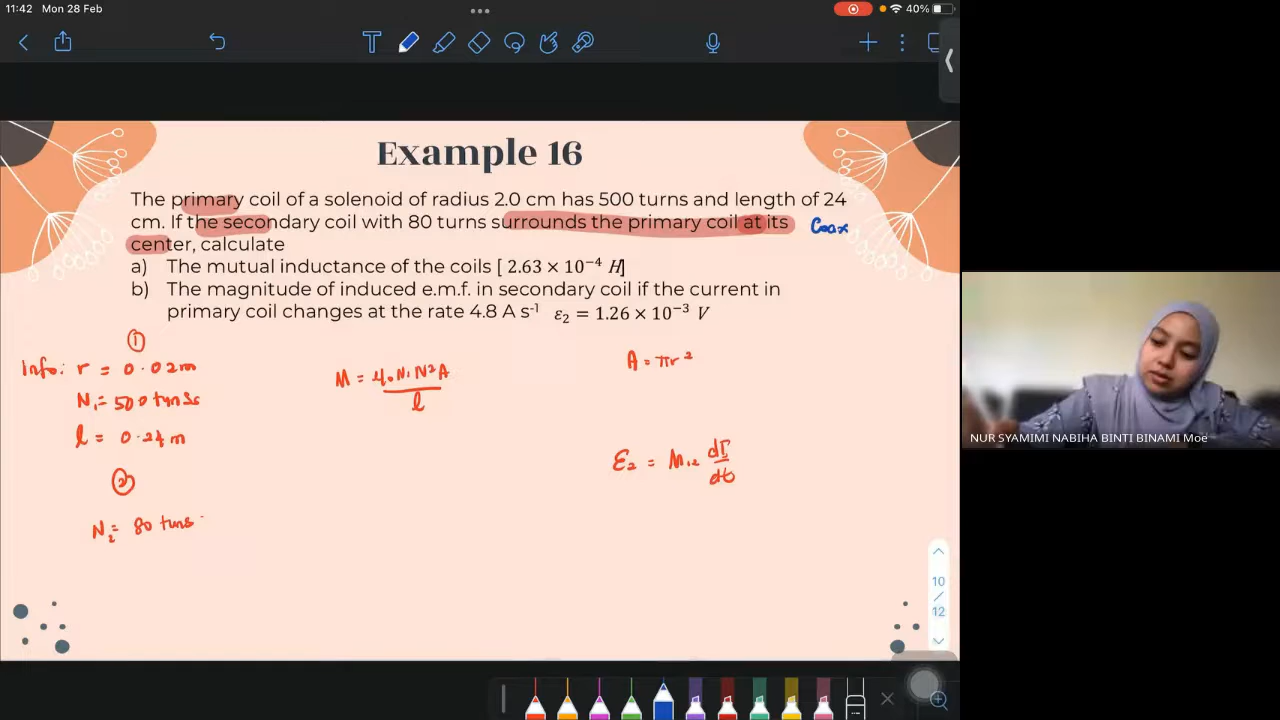 11:42 Mon 28 Feb
40%
T
Example 16
The primary coil of a solenoid of radius 2.0 cm has 500 turns and length of 24
cm. If the secondary coil with 80 turns surrounds the primary coil at its
Coax
center, calculate
a) The mutual inductance of the coils [ 2.63 × 10⁻⁴ H]
b) The magnitude of induced e.m.f. in secondary coil if the current in
primary coil changes at the rate 4.8 A s⁻¹ ε₂ = 1.26 × 10⁻³ V
①
Info: r = 0.02m
N₁= 500 turns
l = 0.24 m
②
N₂= 80 turns
M = μ₀N₁N²A
l
A = πr²
ε₂ = M₁₂ dI
dt
10
/
12
NUR SYAMIMI NABIHA BINTI BINAMI Moe